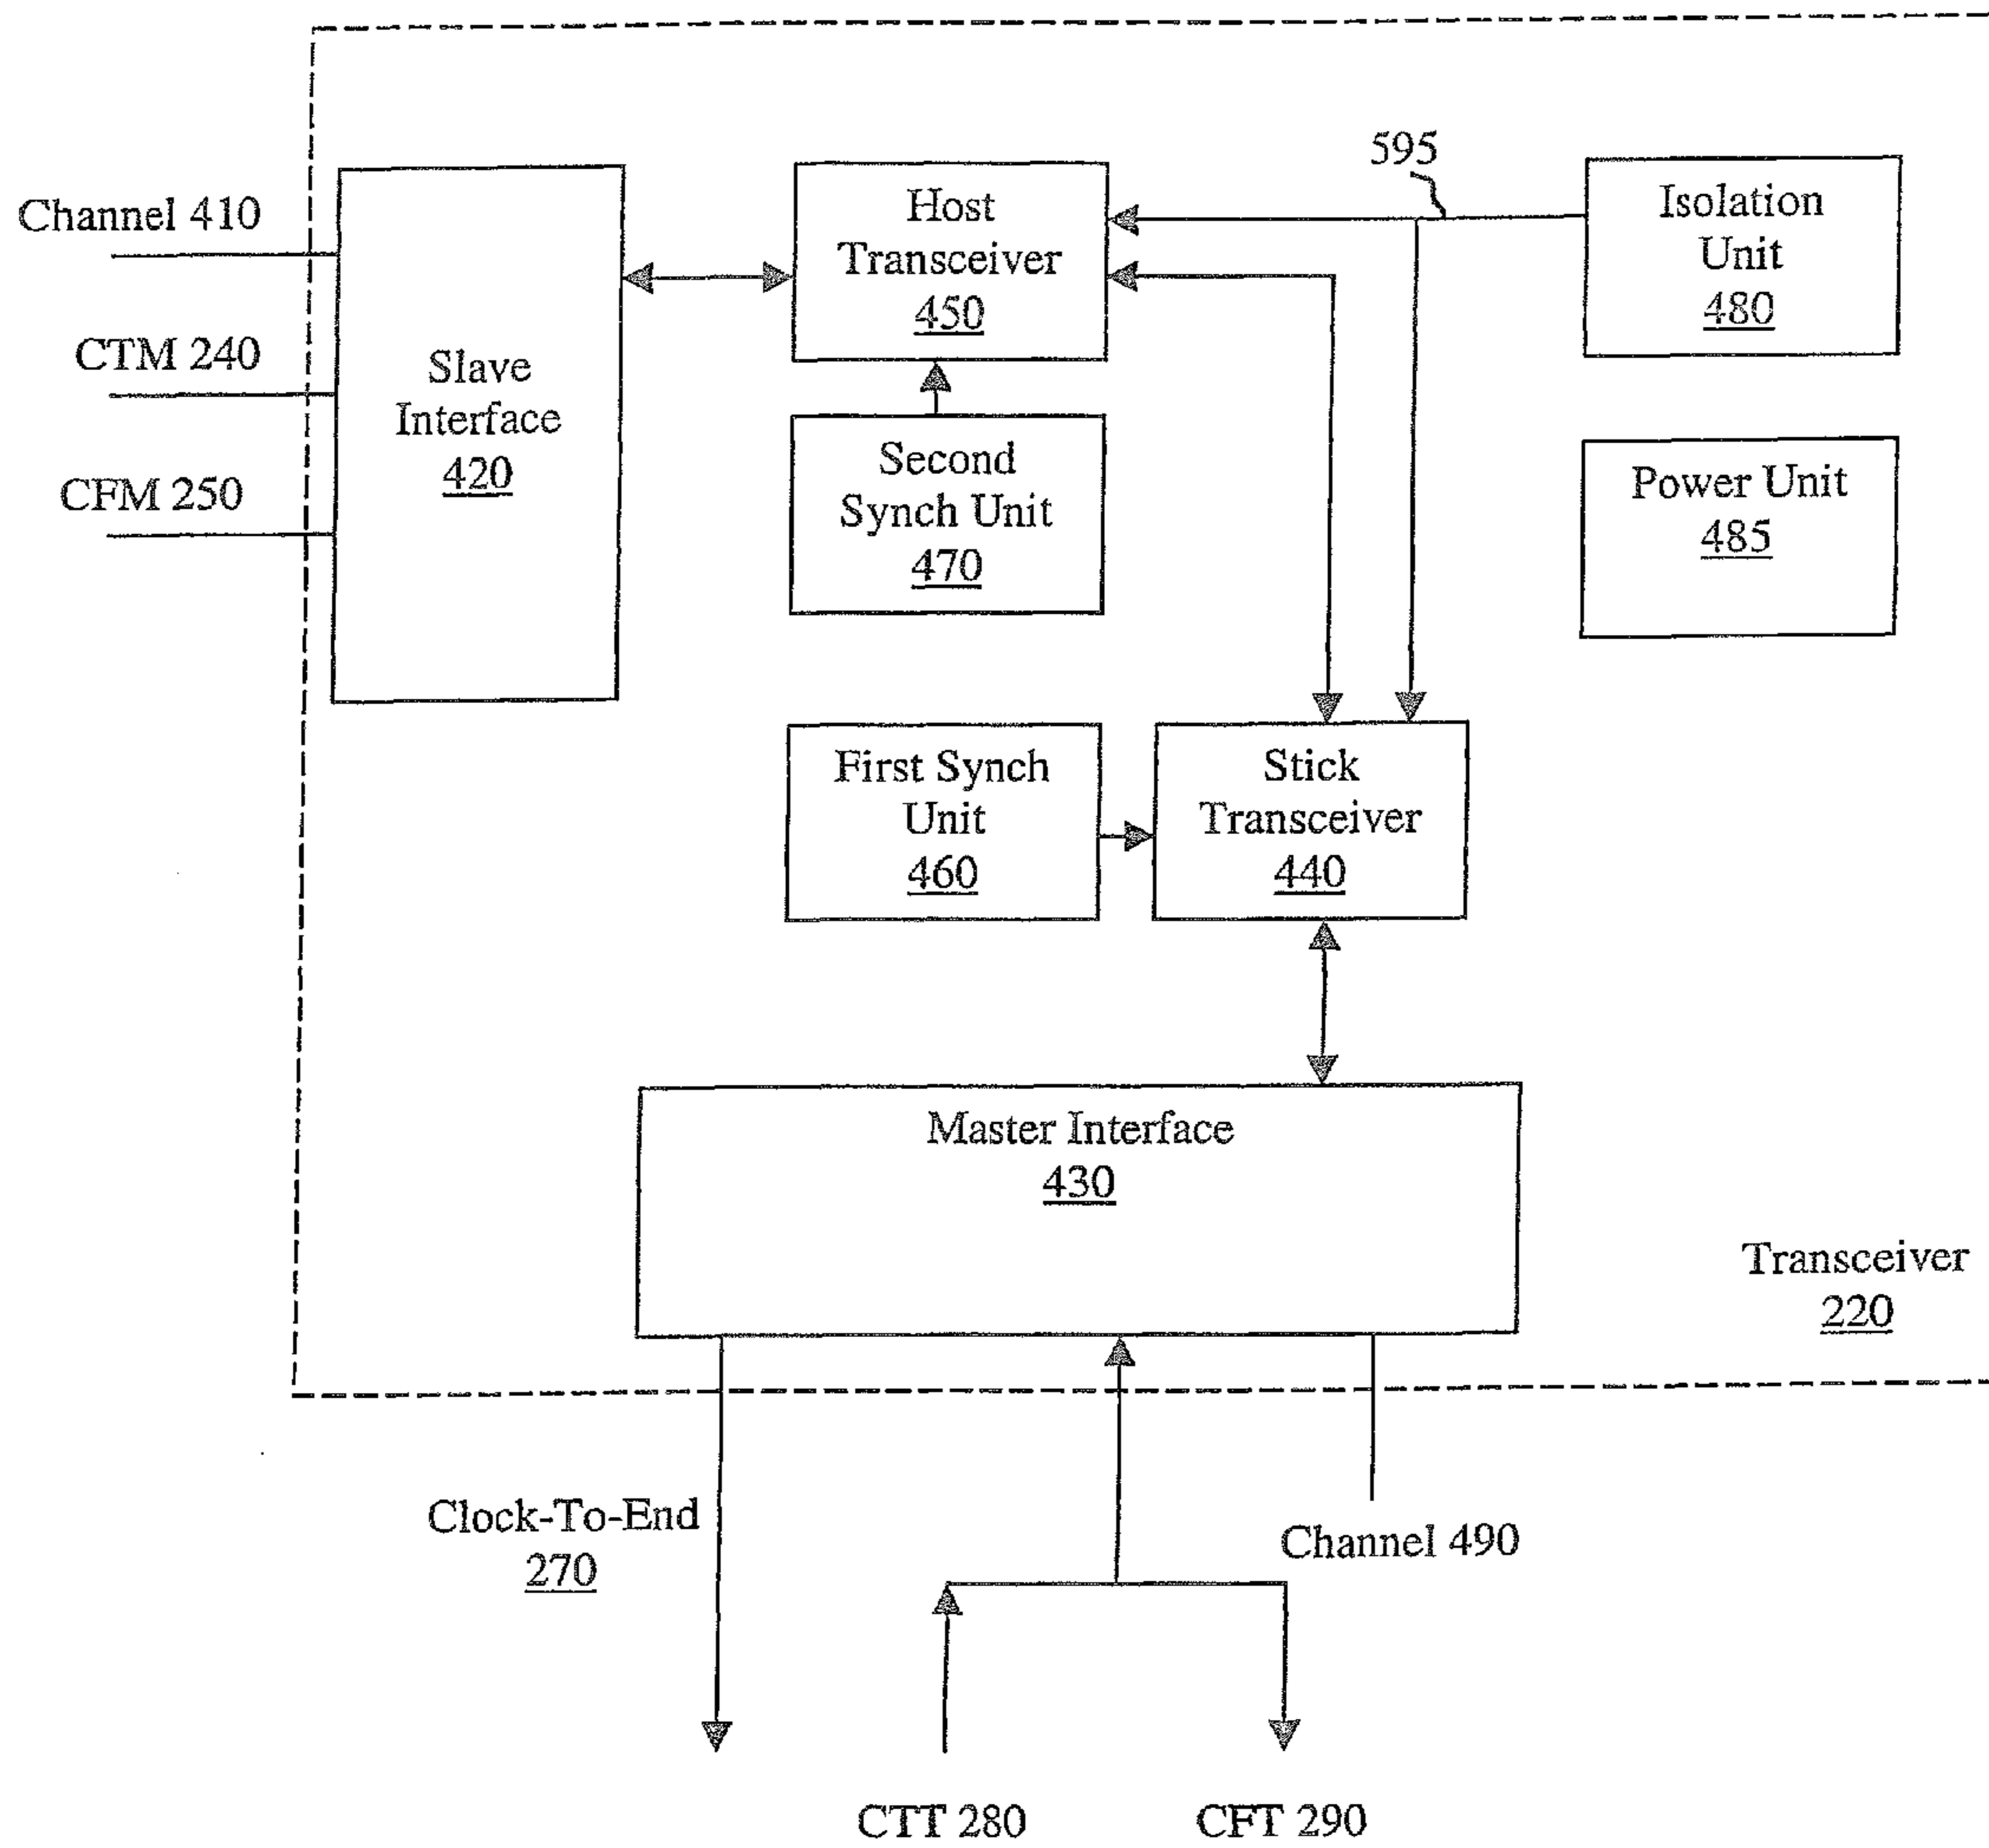 595
Channel 410
CTM 240
CFM 250
Slave
Interface
420
Host
Transceiver
450
Isolation
Unit
480
Second
Synch Unit
470
Power Unit
485
First Synch
Unit
460
Stick
Transceiver
440
Master Interface
430
Transceiver
220
Clock-To-End
270
Channel 490
CTT 280
CFT 290